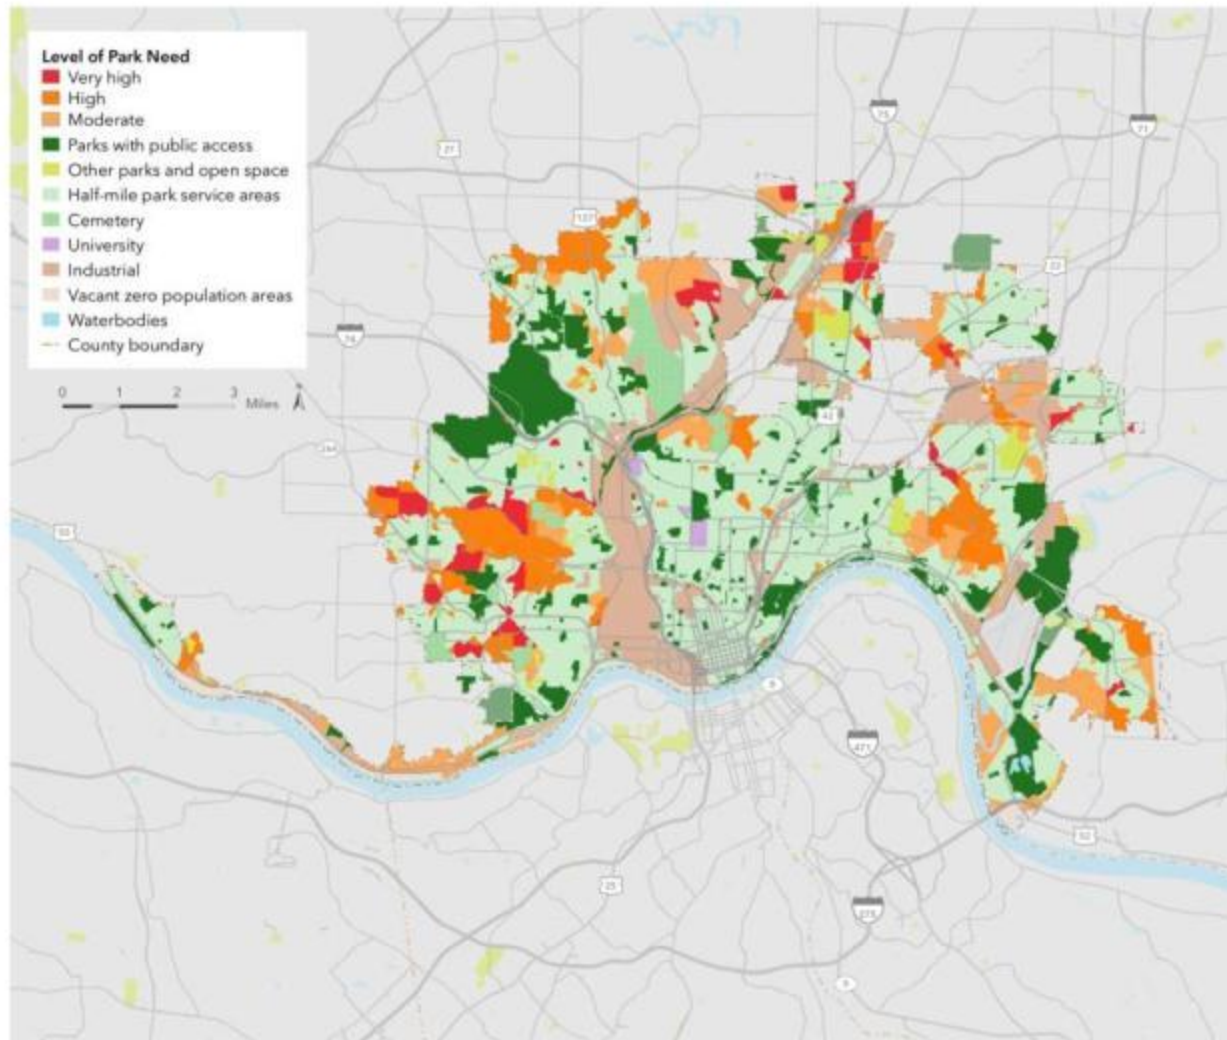 Level of Park Need
Very high
High
Moderate
Parks with public access
Other parks and open space
Half-mile park service areas
Cemetery
University
Industrial
Vacant zero population areas
Waterbodies
County boundary
0 1 2 3 Miles
75
71
27
127
22
74
42
264
50
8
471
52
25
275
9